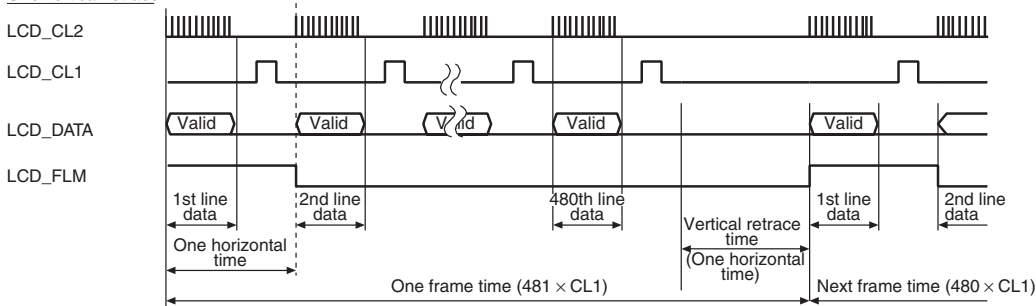 LCD_CL2
LCD_CL1
LCD_DATA
Valid
Valid
Valid
Valid
LCD_FLM
1st line
data
2nd line
data
480th line
data
1st line
data
2nd line
data
One horizontal
time
Vertical retrace
time
(One horizontal
time)
One frame time (481 × CL1)
Next frame time (480 × CL1)